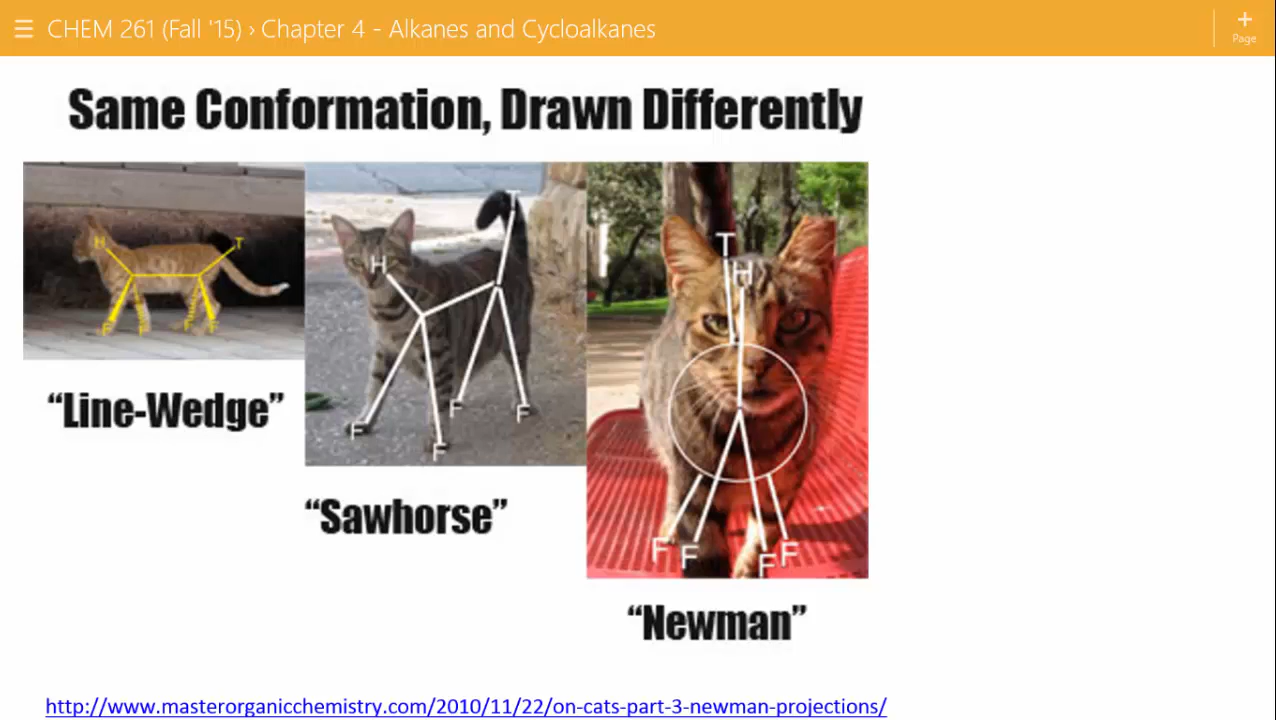 CHEM 261 (Fall '15) › Chapter 4 - Alkanes and Cycloalkanes
Page
Same Conformation, Drawn Differently
H T
F F F F
“Line-Wedge”
T
H
F F F F
“Sawhorse”
T H
F F F F
“Newman”
http://www.masterorganicchemistry.com/2010/11/22/on-cats-part-3-newman-projections/